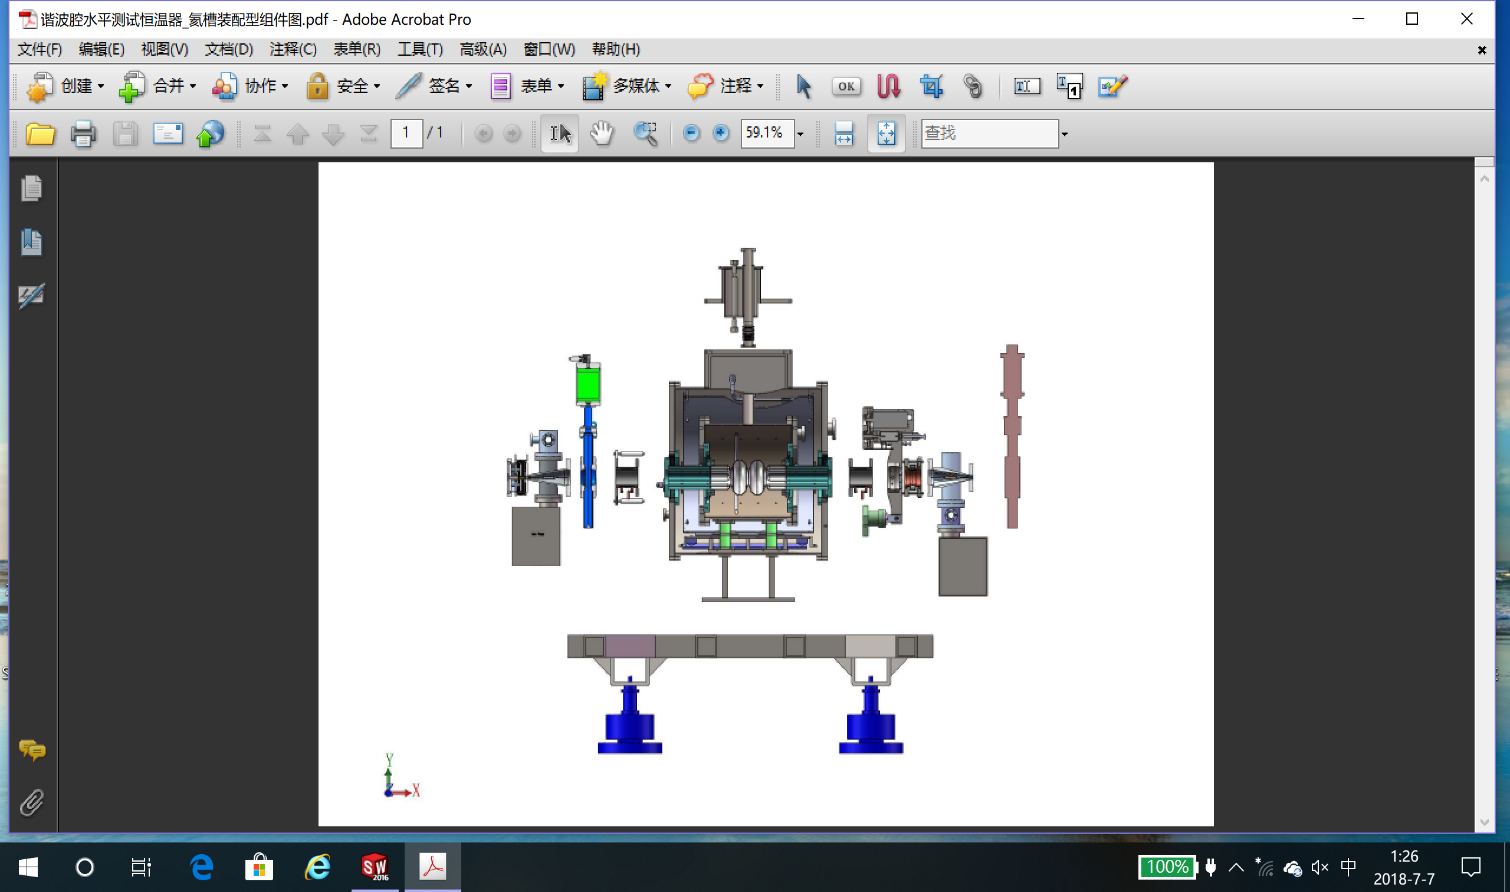 谐波腔水平测试恒温器_氦槽装配型组件图.pdf - Adobe Acrobat Pro
文件(F) 编辑(E) 视图(V) 文档(D) 注释(C) 表单(R) 工具(T) 高级(A) 窗口(W) 帮助(H)
创建 合并 协作 安全 签名 表单 多媒体 注释 OK
1 / 1 59.1% 查找
Y
X
SW
2016
100% 中 1:26
2018-7-7